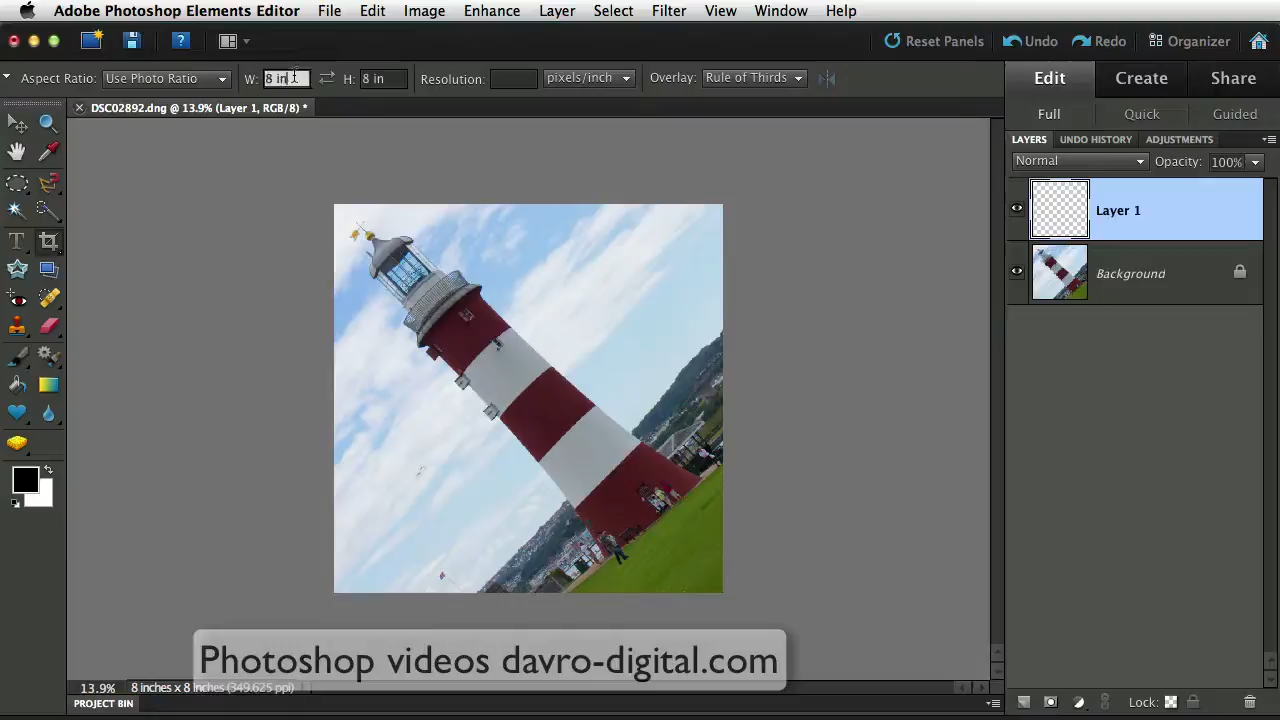 Adobe Photoshop Elements Editor File Edit Image Enhance Layer Select Filter View Window Help
Reset Panels Undo Redo Organizer
Aspect Ratio: Use Photo Ratio W: 8 in H: 8 in Resolution: pixels/inch Overlay: Rule of Thirds
Edit Create Share
DSC02892.dng @ 13.9% (Layer 1, RGB/8) *
Full Quick Guided
LAYERS UNDO HISTORY ADJUSTMENTS
Normal Opacity: 100%
Layer 1
Background
Photoshop videos davro-digital.com
13.9% 8 inches x 8 inches (349.625 ppi)
Lock:
PROJECT BIN